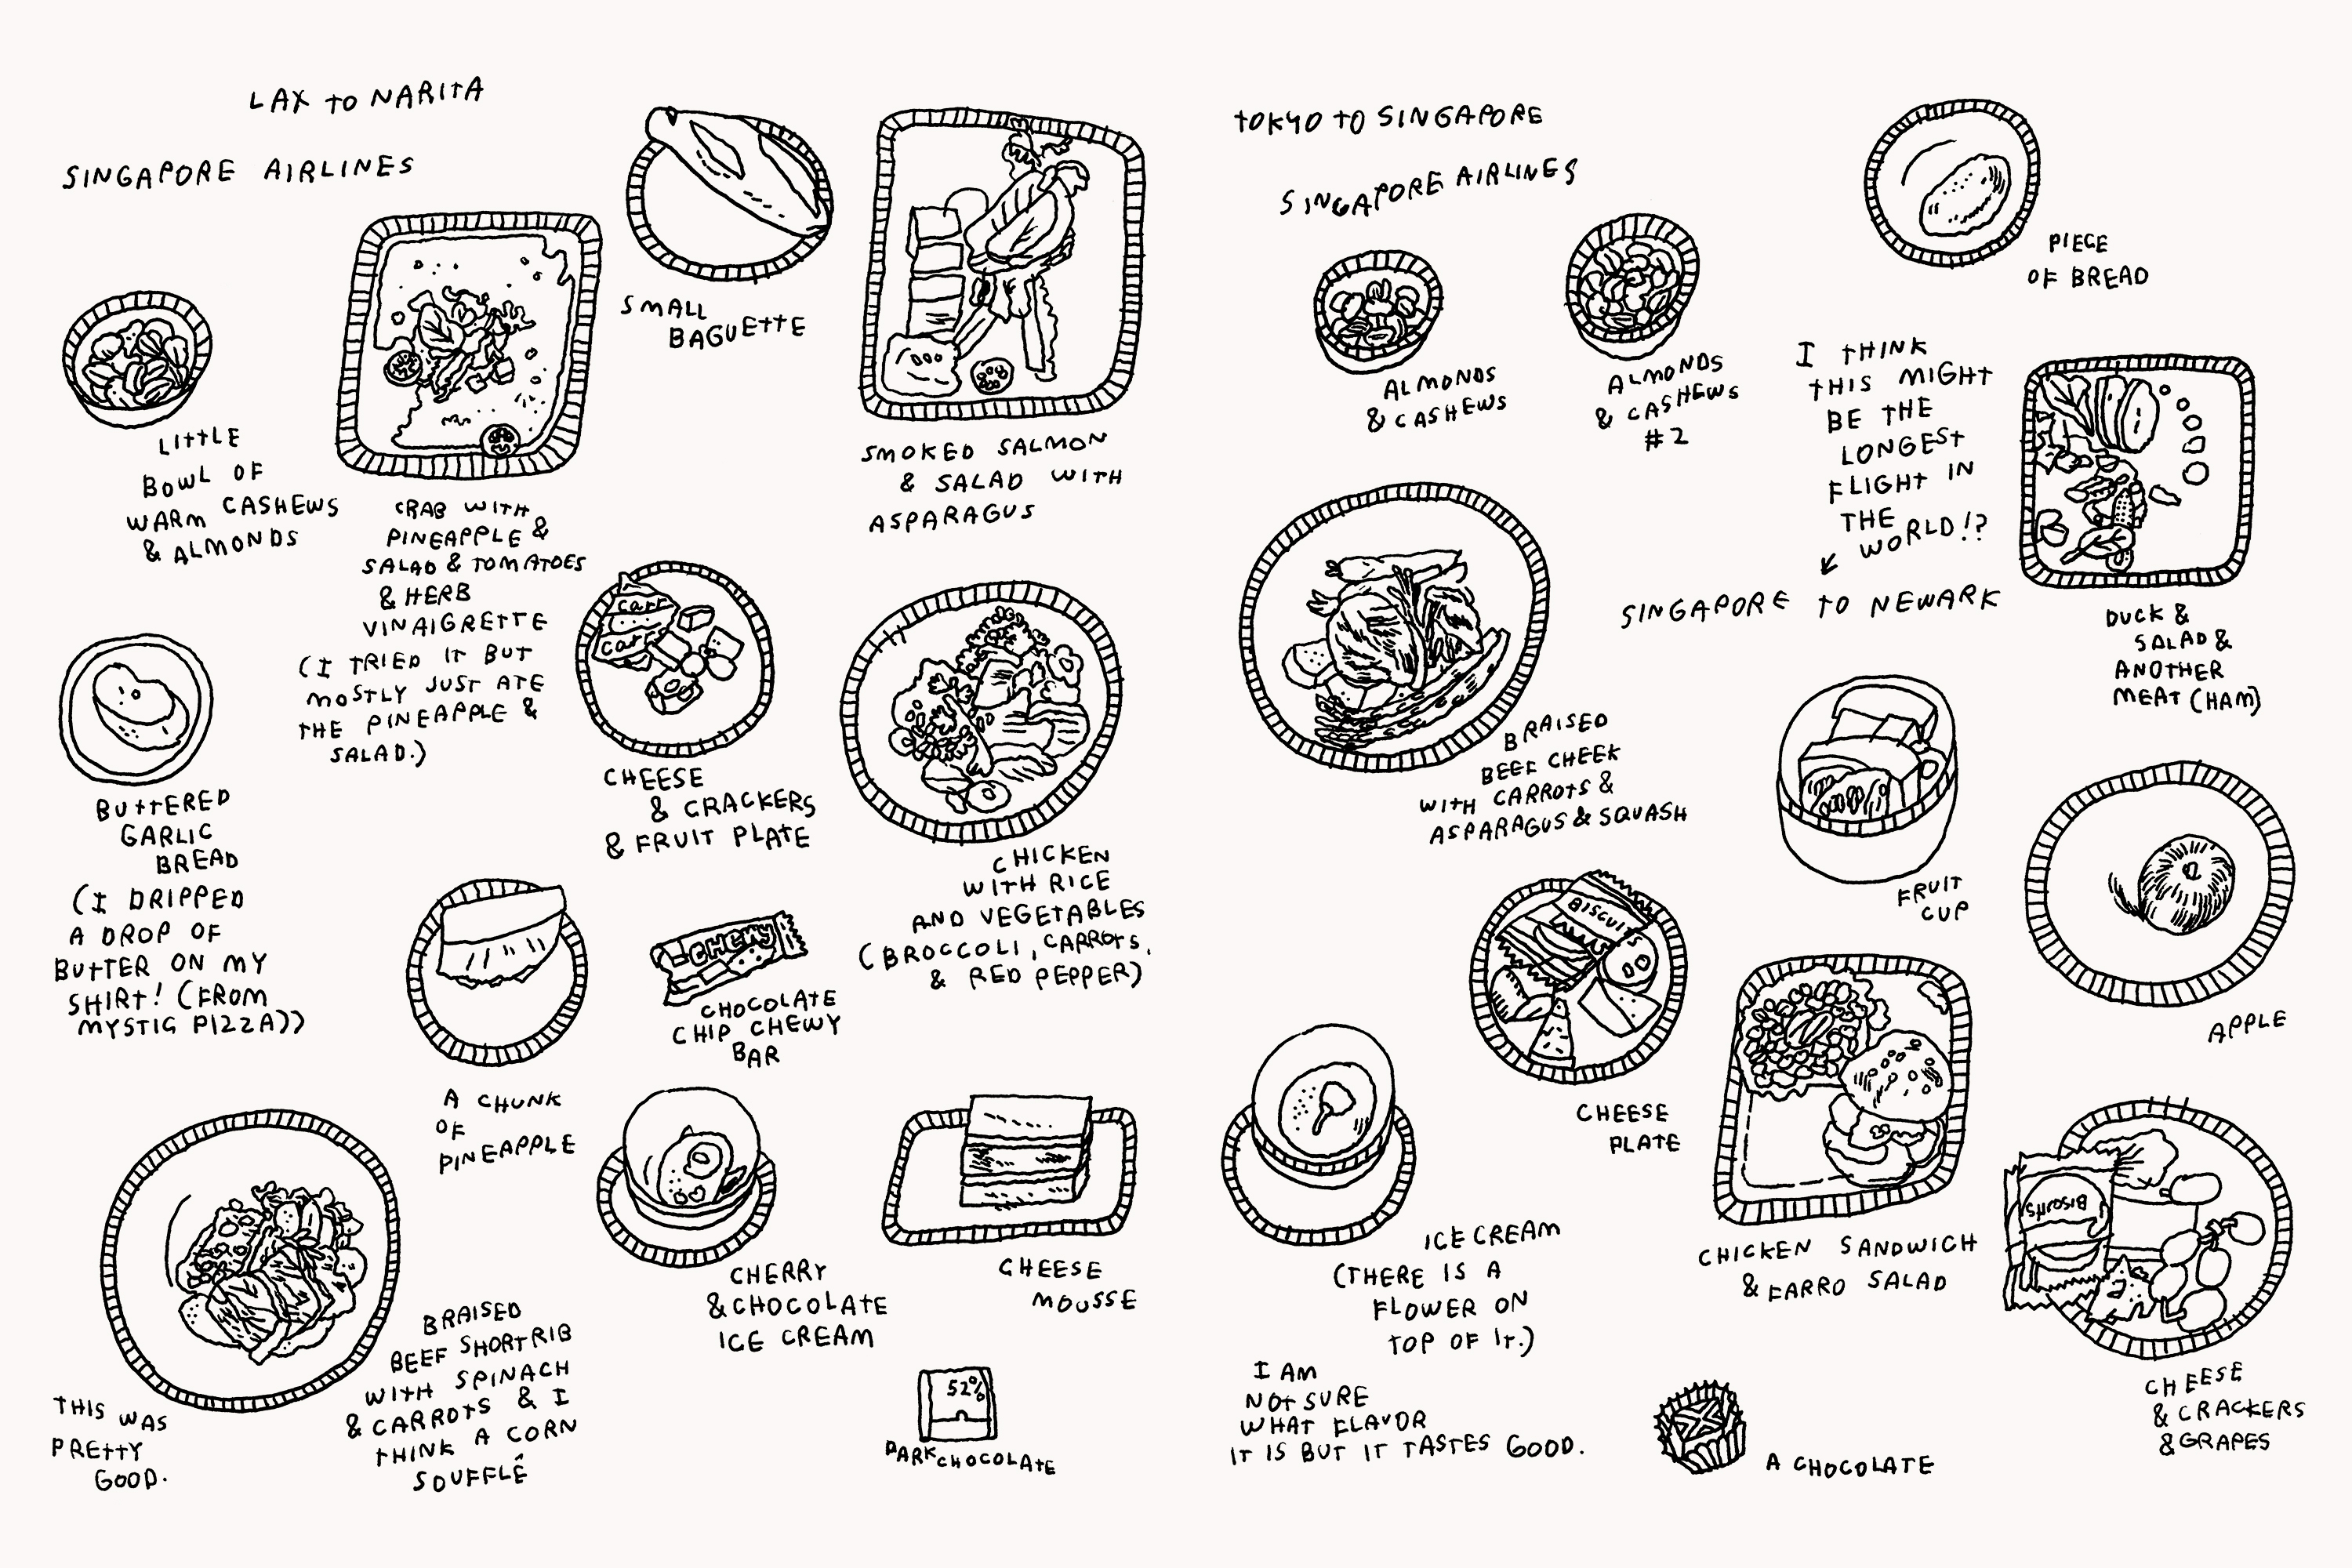 LAX TO NARITA
SINGAPORE AIRLINES
LITTLE
BOWL OF
WARM CASHEWS
& ALMONDS
CRAB WITH
PINEAPPLE &
SALAD & TOMATOES
& HERB
VINAIGRETTE
(I TRIED IT BUT
MOSTLY JUST ATE
THE PINEAPPLE &
SALAD.)
SMALL
BAGUETTE
SMOKED SALMON
& SALAD WITH
ASPARAGUS
BUTTERED
GARLIC
BREAD
(I DRIPPED
A DROP OF
BUTTER ON MY
SHIRT! (FROM
MYSTIC PIZZA))
CARR
CARR
CHEESE
& CRACKERS
& FRUIT PLATE
CHICKEN
WITH RICE
AND VEGETABLES
(BROCCOLI, CARROTS,
& RED PEPPER)
A CHUNK
OF
PINEAPPLE
CHEWY
CHOCOLATE
CHIP CHEWY
BAR
THIS WAS
PRETTY
GOOD.
BRAISED
BEEF SHORTRIB
WITH SPINACH
& CARROTS & I
THINK A CORN
SOUFFLÊ
CHERRY
& CHOCOLATE
ICE CREAM
CHEESE
MOUSSE
52%
DARK CHOCOLATE
TOKYO TO SINGAPORE
SINGAPORE AIRLINES
ALMONDS
& CASHEWS
ALMONDS
& CASHEWS
#2
BRAISED
BEEF CHEEK
WITH CARROTS &
ASPARAGUS & SQUASH
BISCUITS
CHEESE
PLATE
ICE CREAM
(THERE IS A
FLOWER ON
TOP OF IT.)
I AM
NOT SURE
WHAT FLAVOR
IT IS BUT IT TASTES GOOD.
I THINK
THIS MIGHT
BE THE
LONGEST
FLIGHT IN
THE
WORLD!?
SINGAPORE TO NEWARK
PIECE
OF BREAD
DUCK &
SALAD &
ANOTHER
MEAT (HAM)
FRUIT
CUP
APPLE
CHICKEN SANDWICH
& FARRO SALAD
BISCUITS
CHEESE
& CRACKERS
& GRAPES
A CHOCOLATE